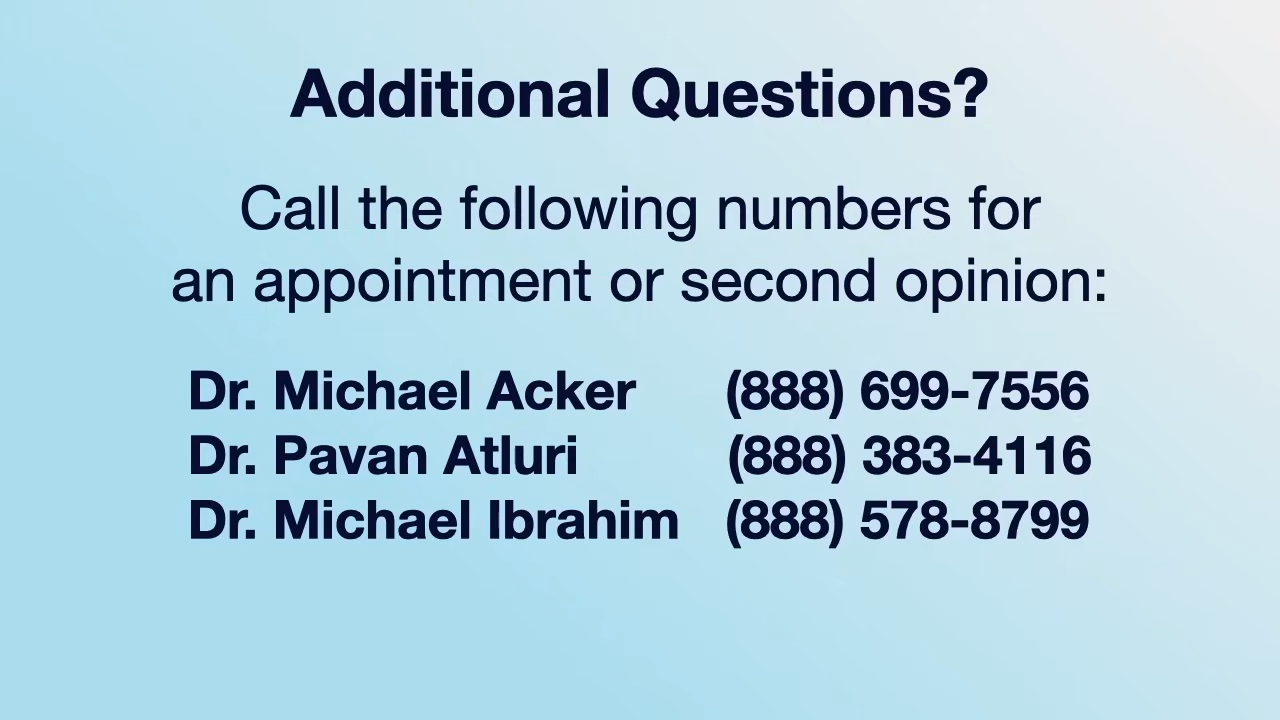 Additional Questions?
Call the following numbers for
an appointment or second opinion:
Dr. Michael Acker (888) 699-7556
Dr. Pavan Atluri (888) 383-4116
Dr. Michael Ibrahim (888) 578-8799